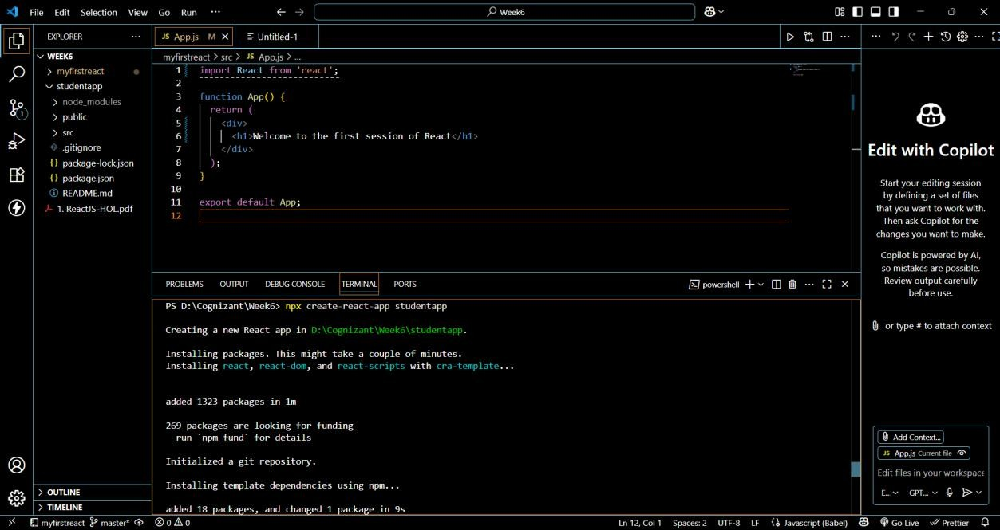 File Edit Selection View Go Run ··· Week6
EXPLORER ···
WEEK6
myfirstreact
studentapp
node_modules
public
src
.gitignore
{} package-lock.json
{} package.json
README.md
1. ReactJS-HOL.pdf
OUTLINE
TIMELINE
JS App.js M Untitled-1
myfirstreact > src > JS App.js > ...
1 import React from 'react';
2
3 function App() {
4 return (
5 <div>
6 <h1>Welcome to the first session of React</h1>
7 </div>
8 );
9 }
10
11 export default App;
12
PROBLEMS OUTPUT DEBUG CONSOLE TERMINAL PORTS powershell
PS D:\Cognizant\Week6> npx create-react-app studentapp
Creating a new React app in D:\Cognizant\Week6\studentapp.
Installing packages. This might take a couple of minutes.
Installing react, react-dom, and react-scripts with cra-template...
added 1323 packages in 1m
269 packages are looking for funding
run `npm fund` for details
Initialized a git repository.
Installing template dependencies using npm...
added 18 packages, and changed 1 package in 9s
Edit with Copilot
Start your editing session
by defining a set of files
that you want to work with.
Then ask Copilot for the
changes you want to make.
Copilot is powered by AI,
so mistakes are possible.
Review output carefully
before use.
or type # to attach context
Add Context...
JS App.js Current file
Edit files in your workspace
E... GPT...
1
myfirstreact master* 0 0 Ln 12, Col 1 Spaces: 2 UTF-8 LF {} Javascript (Babel) Go Live Prettier